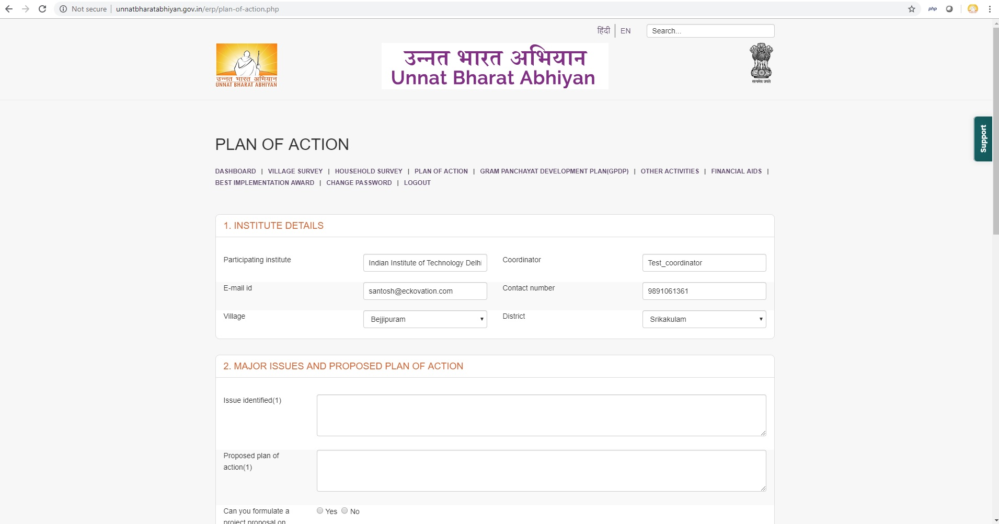 Not secure | unnatbharatabhiyan.gov.in/erp/plan-of-action.php
php
हिंदी | EN
Search...
उन्नत भारत अभियान
UNNAT BHARAT ABHIYAN
उन्नत भारत अभियान
Unnat Bharat Abhiyan
सत्यमेव जयते
Support
PLAN OF ACTION
DASHBOARD | VILLAGE SURVEY | HOUSEHOLD SURVEY | PLAN OF ACTION | GRAM PANCHAYAT DEVELOPMENT PLAN(GPDP) | OTHER ACTIVITIES | FINANCIAL AIDS |
BEST IMPLEMENTATION AWARD | CHANGE PASSWORD | LOGOUT
1. INSTITUTE DETAILS
Participating institute Indian Institute of Technology Delhi Coordinator Test_coordinator
E-mail id santosh@eckovation.com Contact number 9891061361
Village Bejjipuram District Srikakulam
2. MAJOR ISSUES AND PROPOSED PLAN OF ACTION
Issue identified(1)
Proposed plan of
action(1)
Can you formulate a Yes No
project proposal on